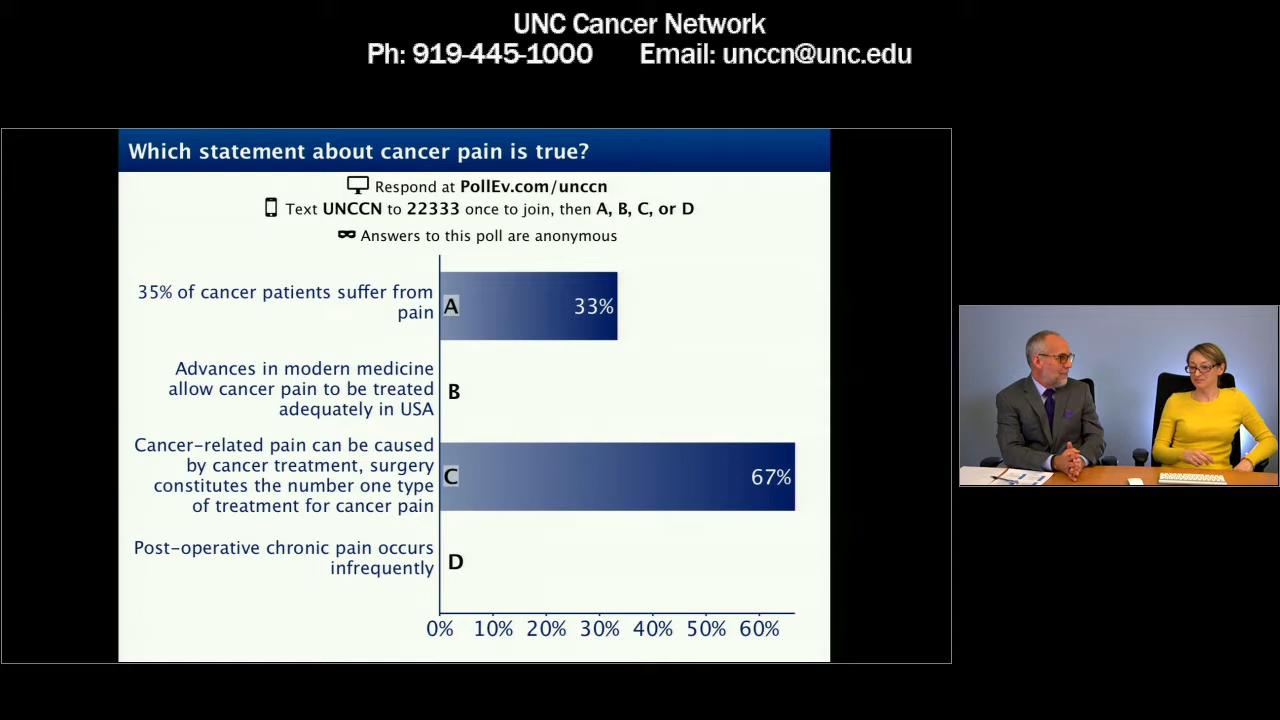 UNC Cancer Network
Ph: 919-445-1000 Email: unccn@unc.edu
Which statement about cancer pain is true?
Respond at PollEv.com/unccn
Text UNCCN to 22333 once to join, then A, B, C, or D
Answers to this poll are anonymous
35% of cancer patients suffer from
pain
A
33%
Advances in modern medicine
allow cancer pain to be treated
adequately in USA
B
Cancer-related pain can be caused
by cancer treatment, surgery
constitutes the number one type
of treatment for cancer pain
C
67%
Post-operative chronic pain occurs
infrequently
D
0% 10% 20% 30% 40% 50% 60%